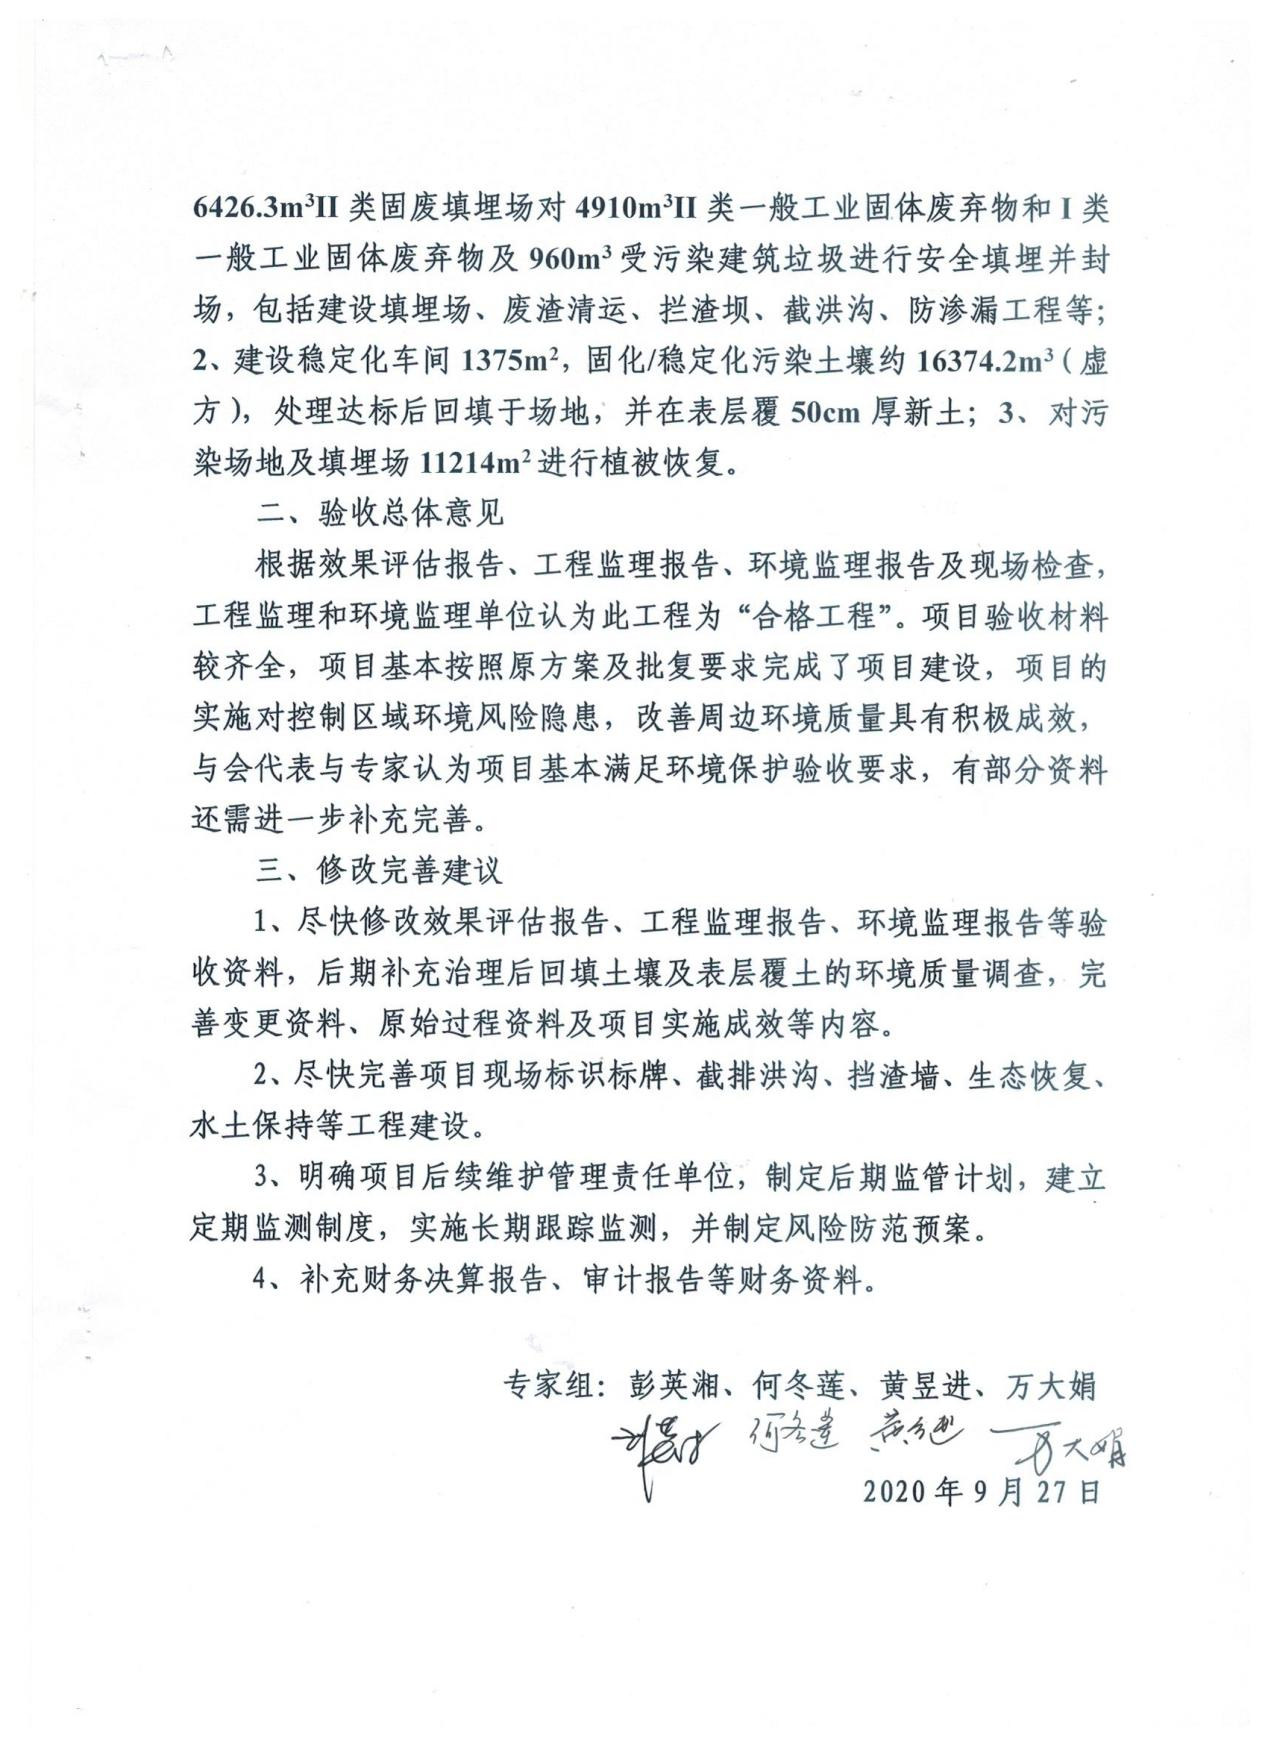 6426.3m³II 类固废填埋场对 4910m³II 类一般工业固体废弃物和 I 类
一般工业固体废弃物及 960m³ 受污染建筑垃圾进行安全填埋并封
场，包括建设填埋场、废渣清运、拦渣坝、截洪沟、防渗漏工程等；
2、建设稳定化车间 1375m²，固化/稳定化污染土壤约 16374.2m³（虚
方），处理达标后回填于场地，并在表层覆 50cm 厚新土；3、对污
染场地及填埋场 11214m² 进行植被恢复。
二、验收总体意见
根据效果评估报告、工程监理报告、环境监理报告及现场检查，
工程监理和环境监理单位认为此工程为“合格工程”。项目验收材料
较齐全，项目基本按照原方案及批复要求完成了项目建设，项目的
实施对控制区域环境风险隐患，改善周边环境质量具有积极成效，
与会代表与专家认为项目基本满足环境保护验收要求，有部分资料
还需进一步补充完善。
三、修改完善建议
1、尽快修改效果评估报告、工程监理报告、环境监理报告等验
收资料，后期补充治理后回填土壤及表层覆土的环境质量调查，完
善变更资料、原始过程资料及项目实施成效等内容。
2、尽快完善项目现场标识标牌、截排洪沟、挡渣墙、生态恢复、
水土保持等工程建设。
3、明确项目后续维护管理责任单位，制定后期监管计划，建立
定期监测制度，实施长期跟踪监测，并制定风险防范预案。
4、补充财务决算报告、审计报告等财务资料。
专家组：彭英湘、何冬莲、黄昱进、万大娟
何冬莲 万大娟
2020 年 9 月 27 日